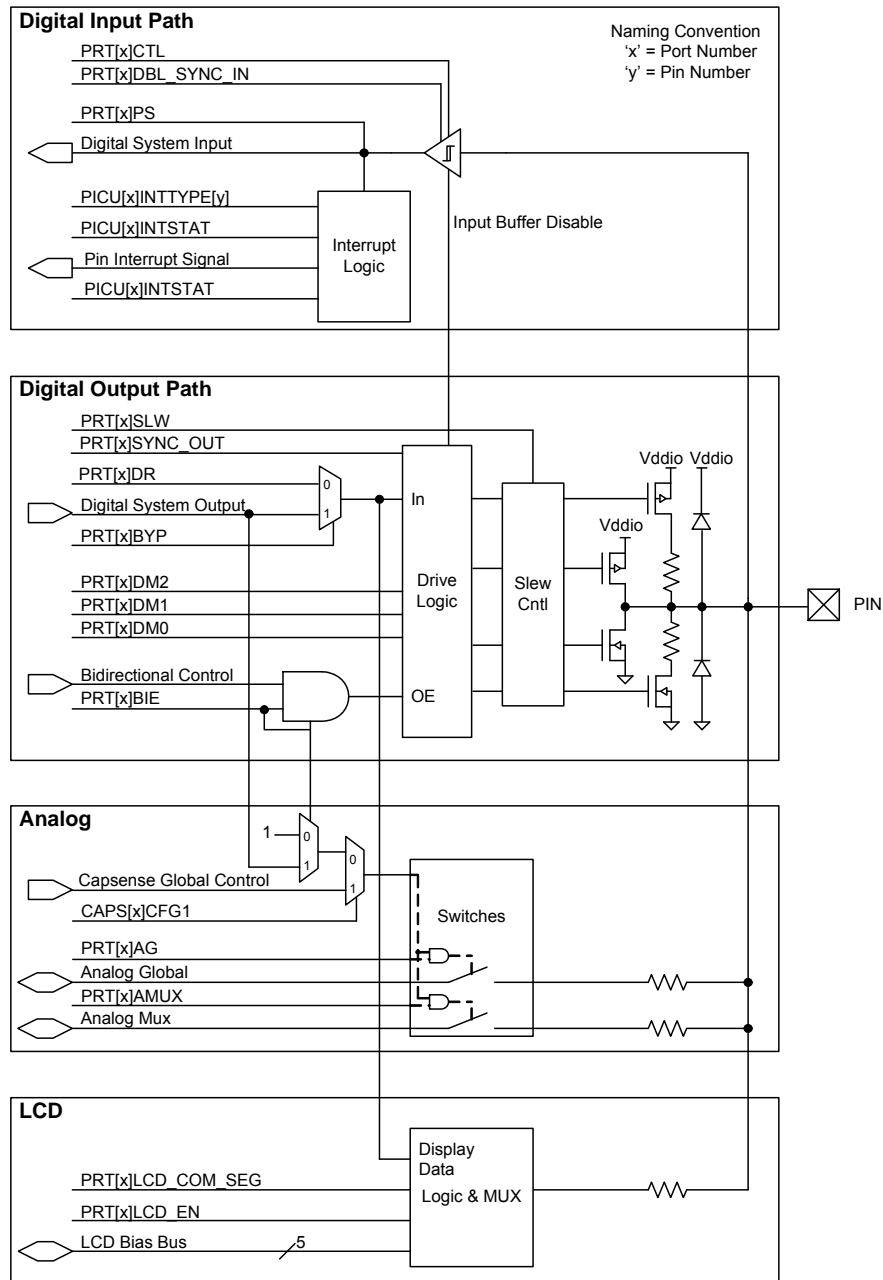 Digital Input Path
Naming Convention
‘x’ = Port Number
‘y’ = Pin Number
PRT[x]CTL
PRT[x]DBL_SYNC_IN
PRT[x]PS
Digital System Input
PICU[x]INTTYPE[y]
PICU[x]INTSTAT
Pin Interrupt Signal
PICU[x]INTSTAT
Interrupt
Logic
Input Buffer Disable
Digital Output Path
PRT[x]SLW
PRT[x]SYNC_OUT
PRT[x]DR
Digital System Output
PRT[x]BYP
0
1
PRT[x]DM2
PRT[x]DM1
PRT[x]DM0
Bidirectional Control
PRT[x]BIE
In
Drive
Logic
OE
Slew
Cntl
Vddio Vddio
Vddio
PIN
Analog
1
0
1
0
1
Capsense Global Control
CAPS[x]CFG1
Switches
PRT[x]AG
Analog Global
PRT[x]AMUX
Analog Mux
LCD
Display
Data
Logic & MUX
PRT[x]LCD_COM_SEG
PRT[x]LCD_EN
LCD Bias Bus
5